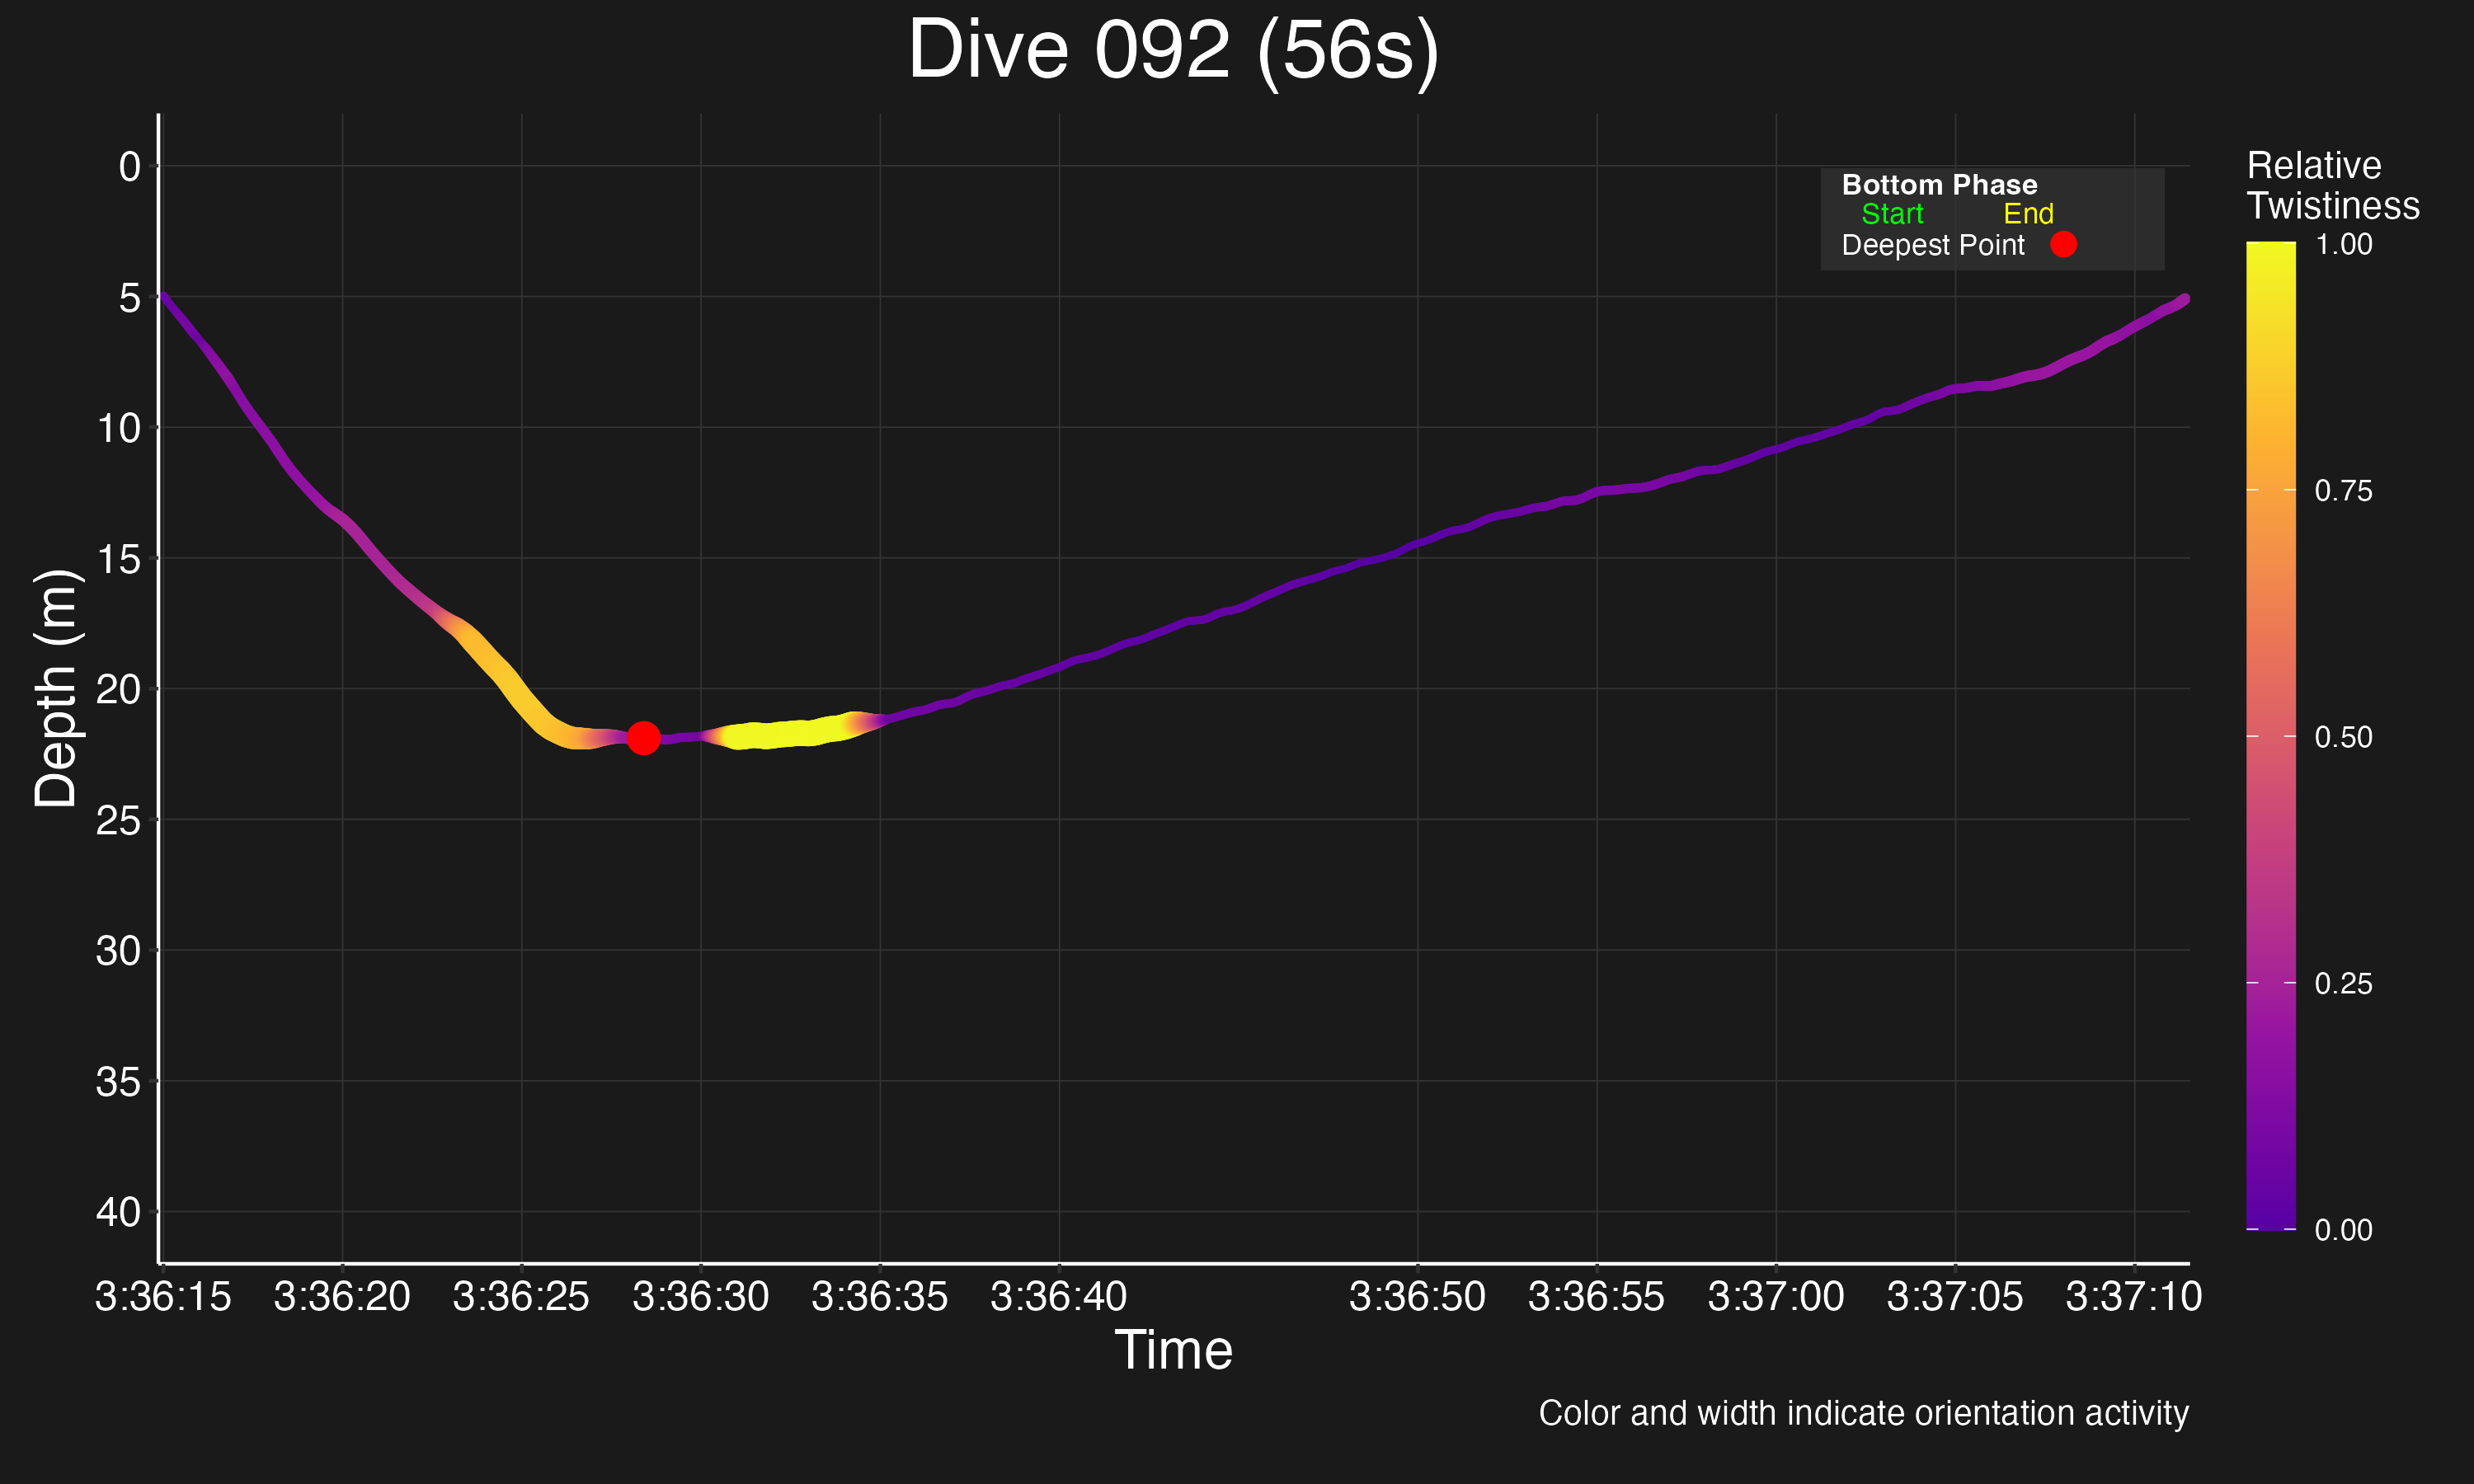 Dive 092 (56s)
Bottom Phase
Start End
Deepest Point
Relative
Twistiness
1.00
0.75
0.50
0.25
0.00
Depth (m)
0
5
10
15
20
25
30
35
40
3:36:15 3:36:20 3:36:25 3:36:30 3:36:35 3:36:40 3:36:50 3:36:55 3:37:00 3:37:05 3:37:10
Time
Color and width indicate orientation activity